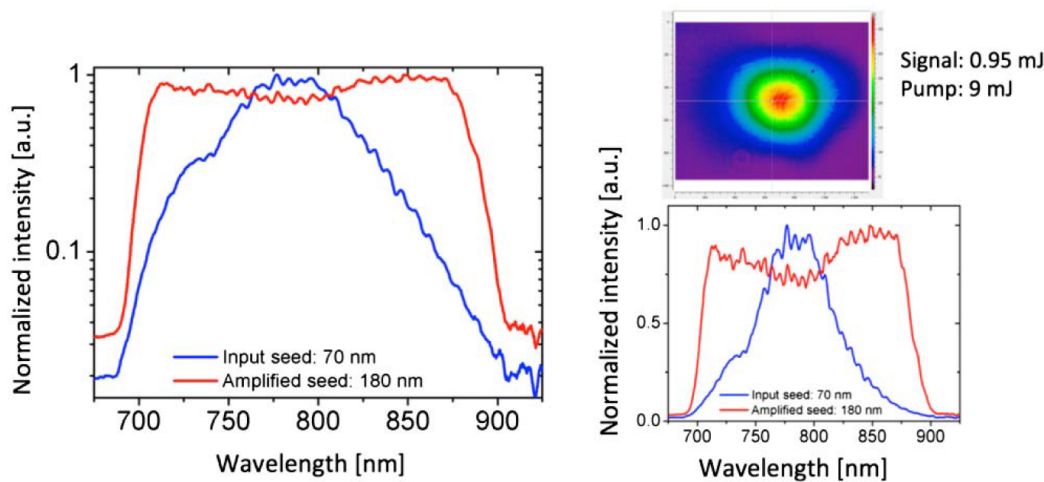 Normalized intensity [a.u.]
1
0.1
Input seed: 70 nm
Amplified seed: 180 nm
700 750 800 850 900
Wavelength [nm]
Signal: 0.95 mJ
Pump: 9 mJ
Normalized intensity [a.u.]
1.0
0.5
0.0
Input seed: 70 nm
Amplified seed: 180 nm
700 750 800 850 900
Wavelength [nm]